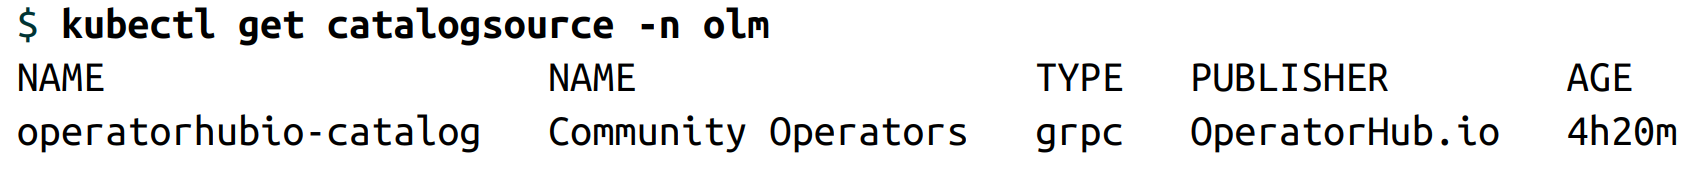 $ kubectl get catalogsource -n olm
NAME                    NAME                  TYPE   PUBLISHER       AGE
operatorhubio-catalog   Community Operators   grpc   OperatorHub.io   4h20m